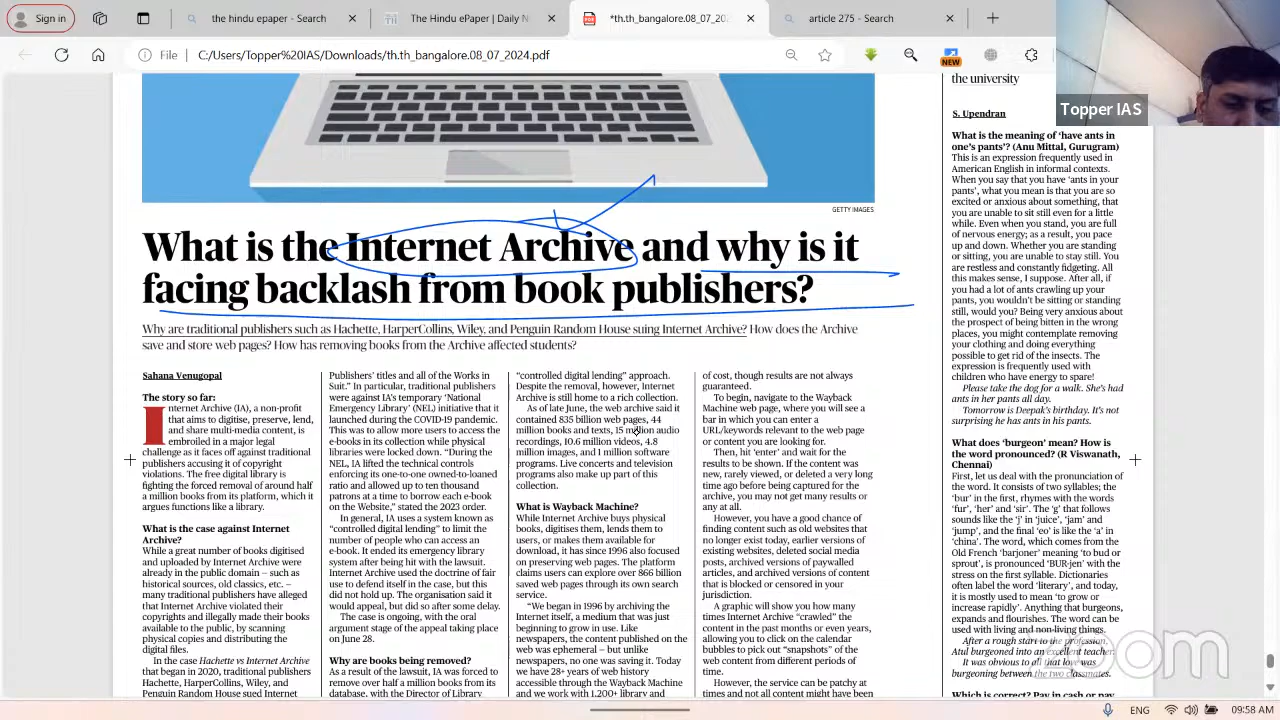 Sign in
the hindu epaper - Search
The Hindu ePaper | Daily N
*th.th_bangalore.08_07_202
article 275 - Search
File
C:/Users/Topper%20IAS/Downloads/th.th_bangalore.08_07_2024.pdf
NEW
Topper IAS
GETTY IMAGES
What is the Internet Archive and why is it
facing backlash from book publishers?
Why are traditional publishers such as Hachette, HarperCollins, Wiley, and Penguin Random House suing Internet Archive? How does the Archive
save and store web pages? How has removing books from the Archive affected students?
Sahana Venugopal
The story so far:
Internet Archive (IA), a non-profit
that aims to digitise, preserve, lend,
and share multi-media content, is
embroiled in a major legal
challenge as it faces off against traditional
publishers accusing it of copyright
violations. The free digital library is
fighting the forced removal of around half
a million books from its platform, which it
argues functions like a library.
What is the case against Internet
Archive?
While a great number of books digitised
and uploaded by Internet Archive were
already in the public domain – such as
historical sources, old classics, etc. –
many traditional publishers have alleged
that Internet Archive violated their
copyrights and illegally made their books
available to the public, by scanning
physical copies and distributing the
digital files.
In the case Hachette vs Internet Archive
that began in 2020, traditional publishers
Hachette, HarperCollins, Wiley, and
Penguin Random House sued Internet
Publishers' titles and all of the Works in
Suit." In particular, traditional publishers
were against IA's temporary 'National
Emergency Library' (NEL) initiative that it
launched during the COVID-19 pandemic.
This was to allow more users to access the
e-books in its collection while physical
libraries were locked down. "During the
NEL, IA lifted the technical controls
enforcing its one-to-one owned-to-loaned
ratio and allowed up to ten thousand
patrons at a time to borrow each e-book
on the Website," stated the 2023 order.
In general, IA uses a system known as
"controlled digital lending" to limit the
number of people who can access an
e-book. It ended its emergency library
system after being hit with the lawsuit.
Internet Archive used the doctrine of fair
use to defend itself in the case, but this
did not hold up. The organisation said it
would appeal, but did so after some delay.
The case is ongoing, with the oral
argument stage of the appeal taking place
on June 28.
Why are books being removed?
As a result of the lawsuit, IA was forced to
remove over half a million books from its
database, with the Director of Library
"controlled digital lending" approach.
Despite the removal, however, Internet
Archive is still home to a rich collection.
As of late June, the web archive said it
contained 835 billion web pages, 44
million books and texts, 15 million audio
recordings, 10.6 million videos, 4.8
million images, and 1 million software
programs. Live concerts and television
programs also make up part of this
collection.
What is Wayback Machine?
While Internet Archive buys physical
books, digitises them, lends them to
users, or makes them available for
download, it has since 1996 also focused
on preserving web pages. The platform
claims users can explore over 866 billion
saved web pages through its own search
service.
"We began in 1996 by archiving the
Internet itself, a medium that was just
beginning to grow in use. Like
newspapers, the content published on the
web was ephemeral – but unlike
newspapers, no one was saving it. Today
we have 28+ years of web history
accessible through the Wayback Machine
and we work with 1,200+ library and
of cost, though results are not always
guaranteed.
To begin, navigate to the Wayback
Machine web page, where you will see a
bar in which you can enter a
URL/keywords relevant to the web page
or content you are looking for.
Then, hit 'enter' and wait for the
results to be shown. If the content was
new, rarely viewed, or deleted a very long
time ago before being captured for the
archive, you may not get many results or
any at all.
However, you have a good chance of
finding content such as old websites that
no longer exist today, earlier versions of
existing websites, deleted social media
posts, archived versions of paywalled
articles, and archived versions of content
that is blocked or censored in your
jurisdiction.
A graphic will show you how many
times Internet Archive "crawled" the
content in the past months or even years,
allowing you to click on the calendar
bubbles to pick out "snapshots" of the
web content from different periods of
time.
However, the service can be patchy at
times and not all content might have been
the university
S. Upendran
What is the meaning of 'have ants in
one's pants'? (Anu Mittal, Gurugram)
This is an expression frequently used in
American English in informal contexts.
When you say that you have 'ants in your
pants', what you mean is that you are so
excited or anxious about something, that
you are unable to sit still even for a little
while. Even when you stand, you are full
of nervous energy; as a result, you pace
up and down. Whether you are standing
or sitting, you are unable to stay still. You
are restless and constantly fidgeting. All
this makes sense, I suppose. After all, if
you had a lot of ants crawling up your
pants, you wouldn't be sitting or standing
still, would you? Being very anxious about
the prospect of being bitten in the wrong
places, you might contemplate removing
your clothing and doing everything
possible to get rid of the insects. The
expression is frequently used with
children who have energy to spare!
Please take the dog for a walk. She's had
ants in her pants all day.
Tomorrow is Deepak's birthday. It's not
surprising he has ants in his pants.
What does 'burgeon' mean? How is
the word pronounced? (R Viswanath,
Chennai)
First, let us deal with the pronunciation of
the word. It consists of two syllables; the
'bur' in the first, rhymes with the words
'fur', 'her' and 'sir'. The 'g' that follows
sounds like the 'j' in 'juice', 'jam' and
'jump', and the final 'eo' is like the 'a' in
'china'. The word, which comes from the
Old French 'barjoner' meaning 'to bud or
sprout', is pronounced 'BUR-jen' with the
stress on the first syllable. Dictionaries
often label the word 'literary', and today,
it is mostly used to mean 'to grow or
increase rapidly'. Anything that burgeons,
expands and flourishes. The word can be
used with living and non-living things.
After a rough start to the profession,
Atul burgeoned into an excellent teacher.
It was obvious to all that love was
burgeoning between the two classmates.
Which is correct? Pay in cash or pay
zoom
ENG
09:58 AM